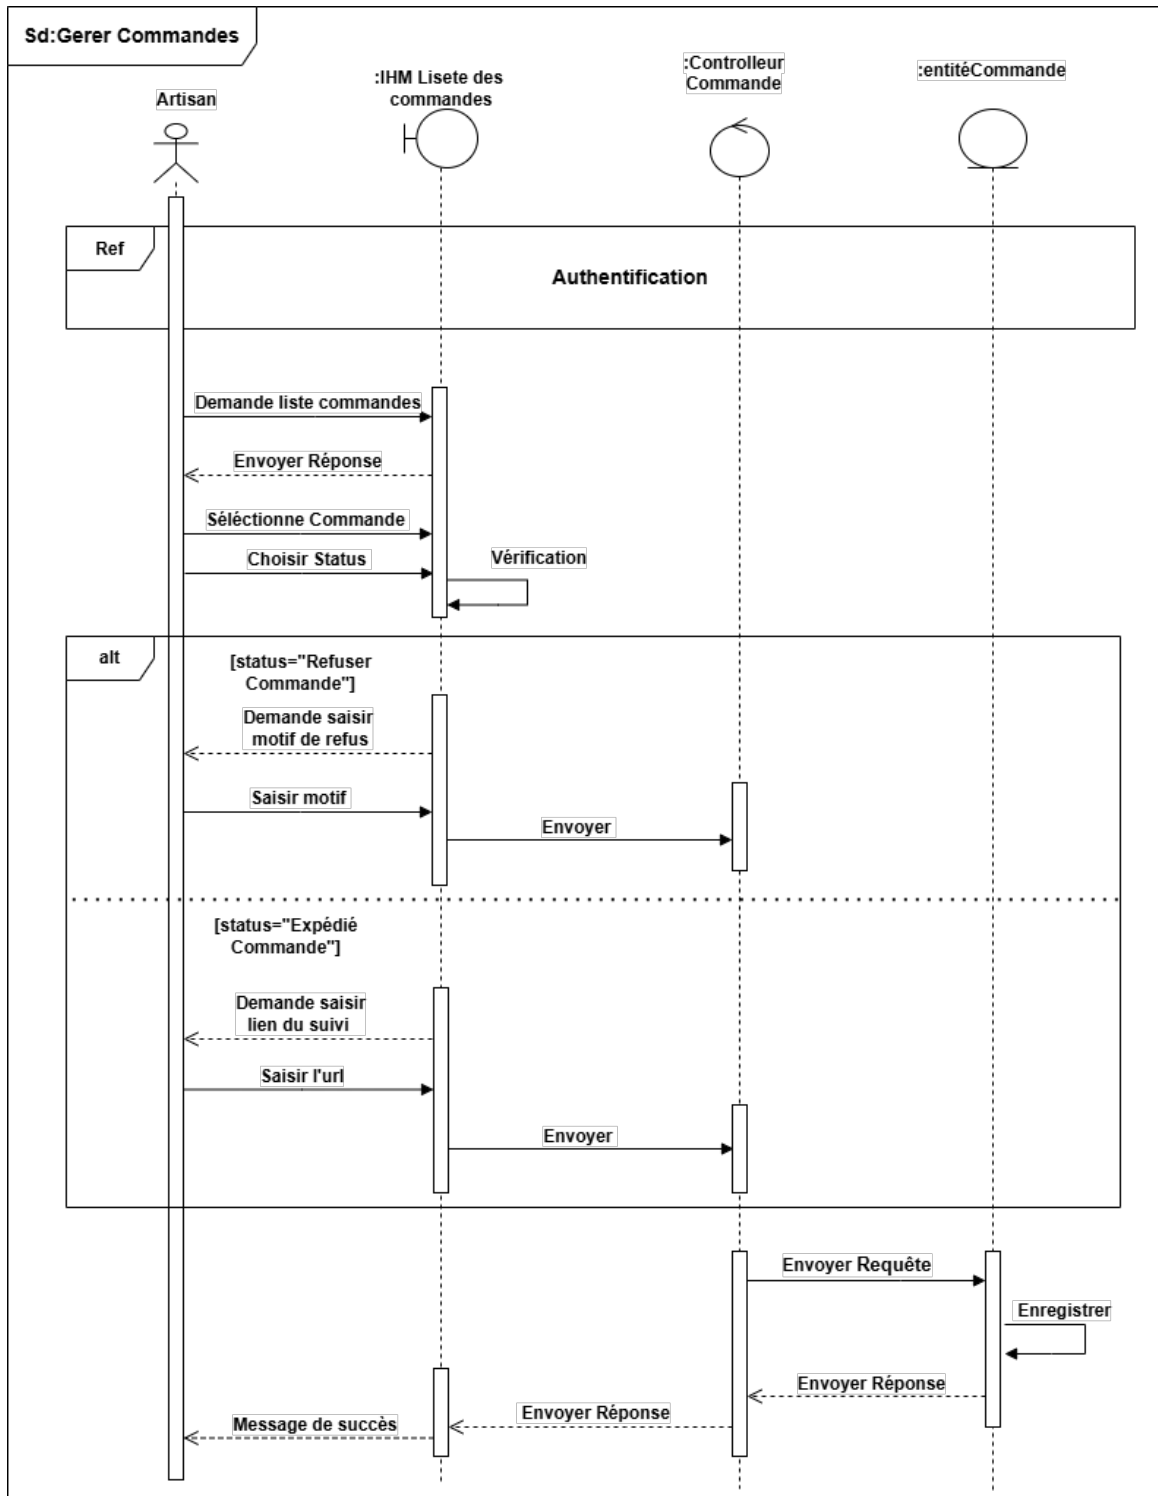 Sd:Gerer Commandes
Artisan
:IHM Lisete des
commandes
:Controlleur
Commande
:entitéCommande
Ref
Authentification
Demande liste commandes
Envoyer Réponse
Séléctionne Commande
Choisir Status
Vérification
alt
[status="Refuser
Commande"]
Demande saisir
motif de refus
Saisir motif
Envoyer
[status="Expédié
Commande"]
Demande saisir
lien du suivi
Saisir l'url
Envoyer
Envoyer Requête
Enregistrer
Envoyer Réponse
Envoyer Réponse
Message de succès